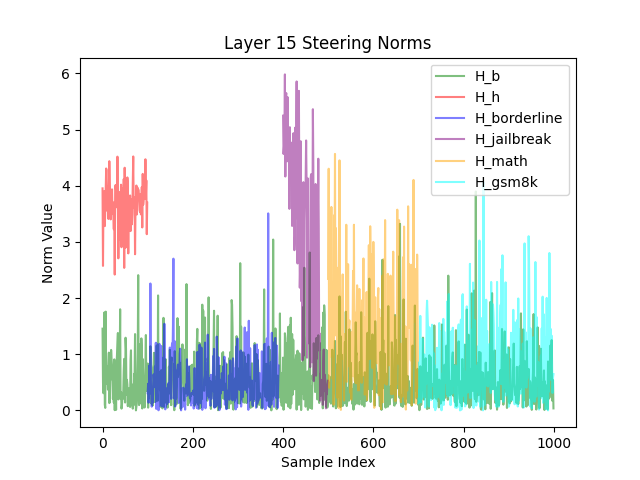 Layer 15 Steering Norms
H_b
H_h
H_borderline
H_jailbreak
H_math
H_gsm8k
Norm Value
6
5
4
3
2
1
0
0
200
400
600
800
1000
Sample Index